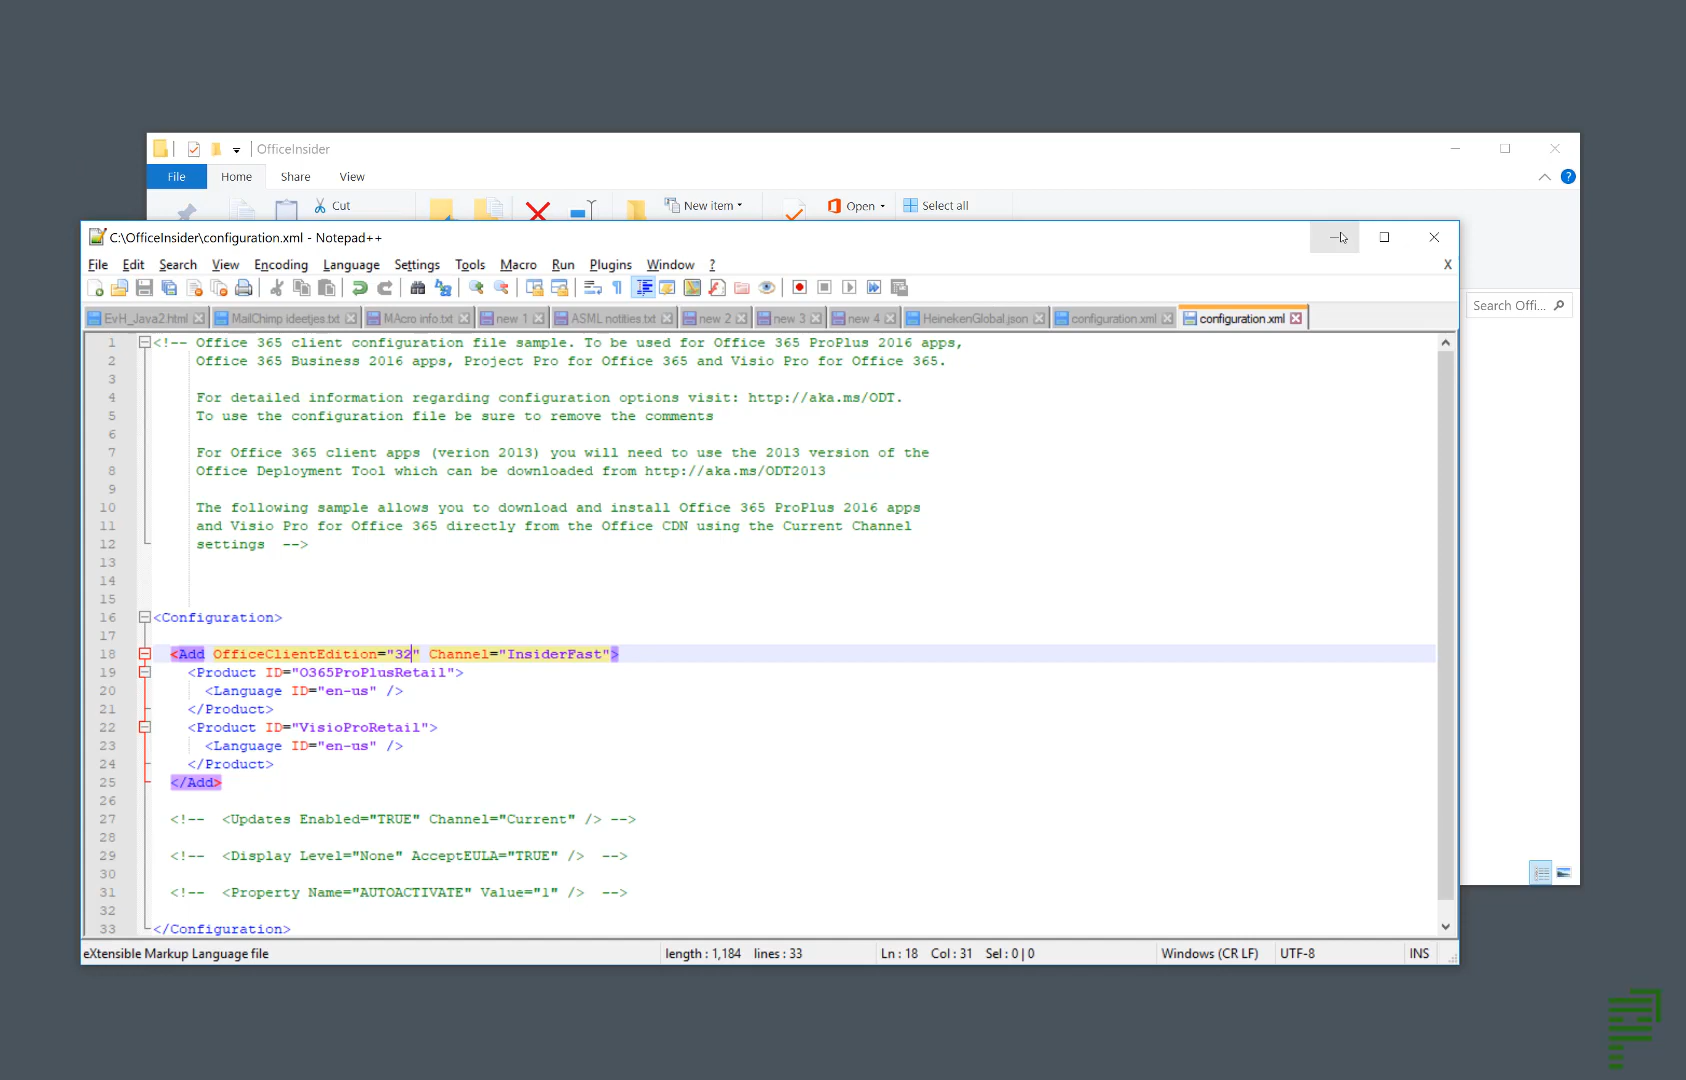 OfficeInsider
File Home Share View
Cut New item Open Select all
Search Offi...
C:\OfficeInsider\configuration.xml - Notepad++
File Edit Search View Encoding Language Settings Tools Macro Run Plugins Window ? X
EvH_Java2.html MailChimp ideetjes.txt MAcro info.txt new 1 ASML notities.txt new 2 new 3 new 4 HeinekenGlobal.json configuration.xml configuration.xml
1 <!-- Office 365 client configuration file sample. To be used for Office 365 ProPlus 2016 apps,
2 Office 365 Business 2016 apps, Project Pro for Office 365 and Visio Pro for Office 365.
3
4 For detailed information regarding configuration options visit: http://aka.ms/ODT.
5 To use the configuration file be sure to remove the comments
6
7 For Office 365 client apps (verion 2013) you will need to use the 2013 version of the
8 Office Deployment Tool which can be downloaded from http://aka.ms/ODT2013
9
10 The following sample allows you to download and install Office 365 ProPlus 2016 apps
11 and Visio Pro for Office 365 directly from the Office CDN using the Current Channel
12 settings -->
13
14
15
16 <Configuration>
17
18 <Add OfficeClientEdition="32" Channel="InsiderFast">
19 <Product ID="O365ProPlusRetail">
20 <Language ID="en-us" />
21 </Product>
22 <Product ID="VisioProRetail">
23 <Language ID="en-us" />
24 </Product>
25 </Add>
26
27 <!-- <Updates Enabled="TRUE" Channel="Current" /> -->
28
29 <!-- <Display Level="None" AcceptEULA="TRUE" /> -->
30
31 <!-- <Property Name="AUTOACTIVATE" Value="1" /> -->
32
33 </Configuration>
eXtensible Markup Language file length : 1,184 lines : 33 Ln : 18 Col : 31 Sel : 0 | 0 Windows (CR LF) UTF-8 INS